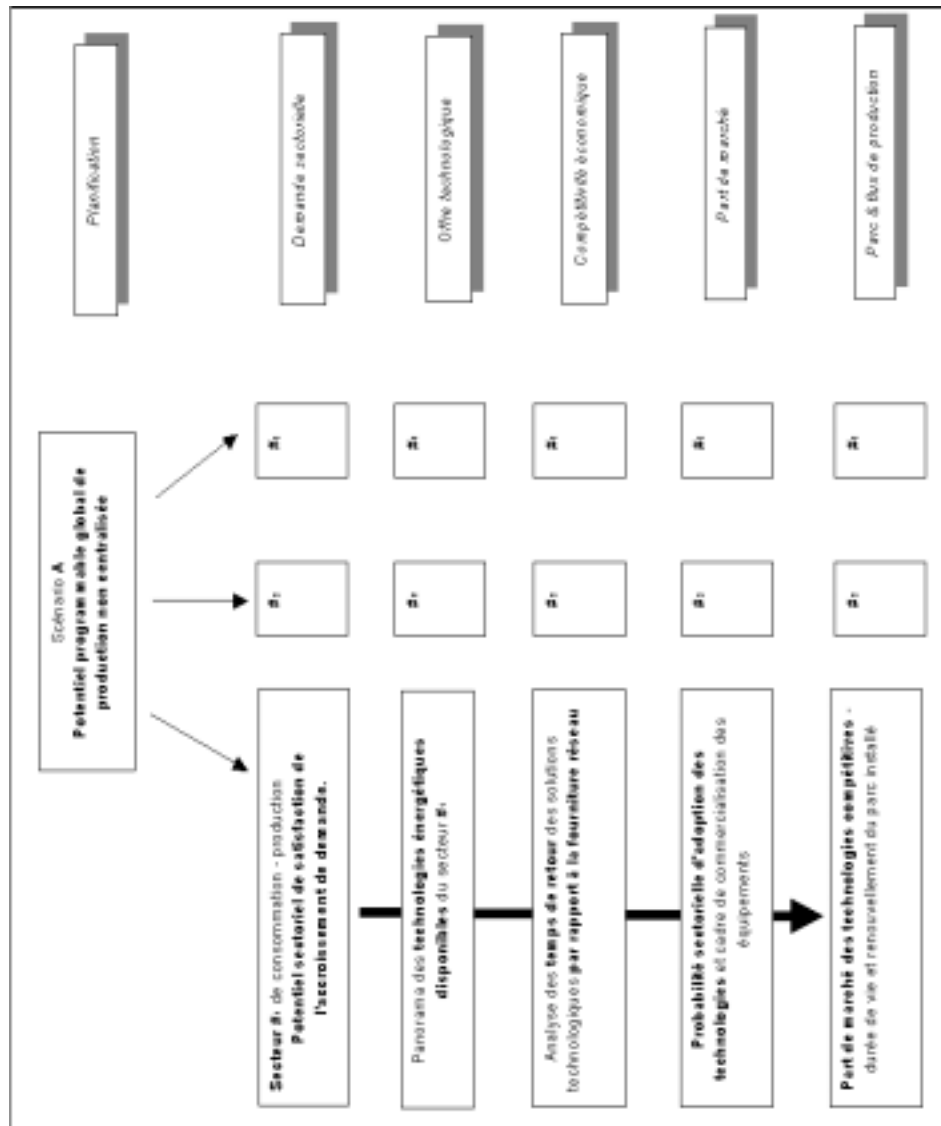 Scénario A
Potentiel programmable global de
production non centralisée
Planification
Secteur # de consommation - production
Potentiel sectoriel de satisfaction de
l'accroissement de demande.
#
#
Demande sectorielle
Panorama des technologies énergétiques
disponibles du secteur #
#
#
Offre technologique
Analyse des temps de retour des solutions
technologiques par rapport à la fourniture réseau
#
#
Compétitivité économique
Probabilité sectorielle d'adoption des
technologies et cadre de commercialisation des
équipements
#
#
Part de marché
Part de marché des technologies compétitives -
durée de vie et renouvellement du parc installé
#
#
Parc & flux de production